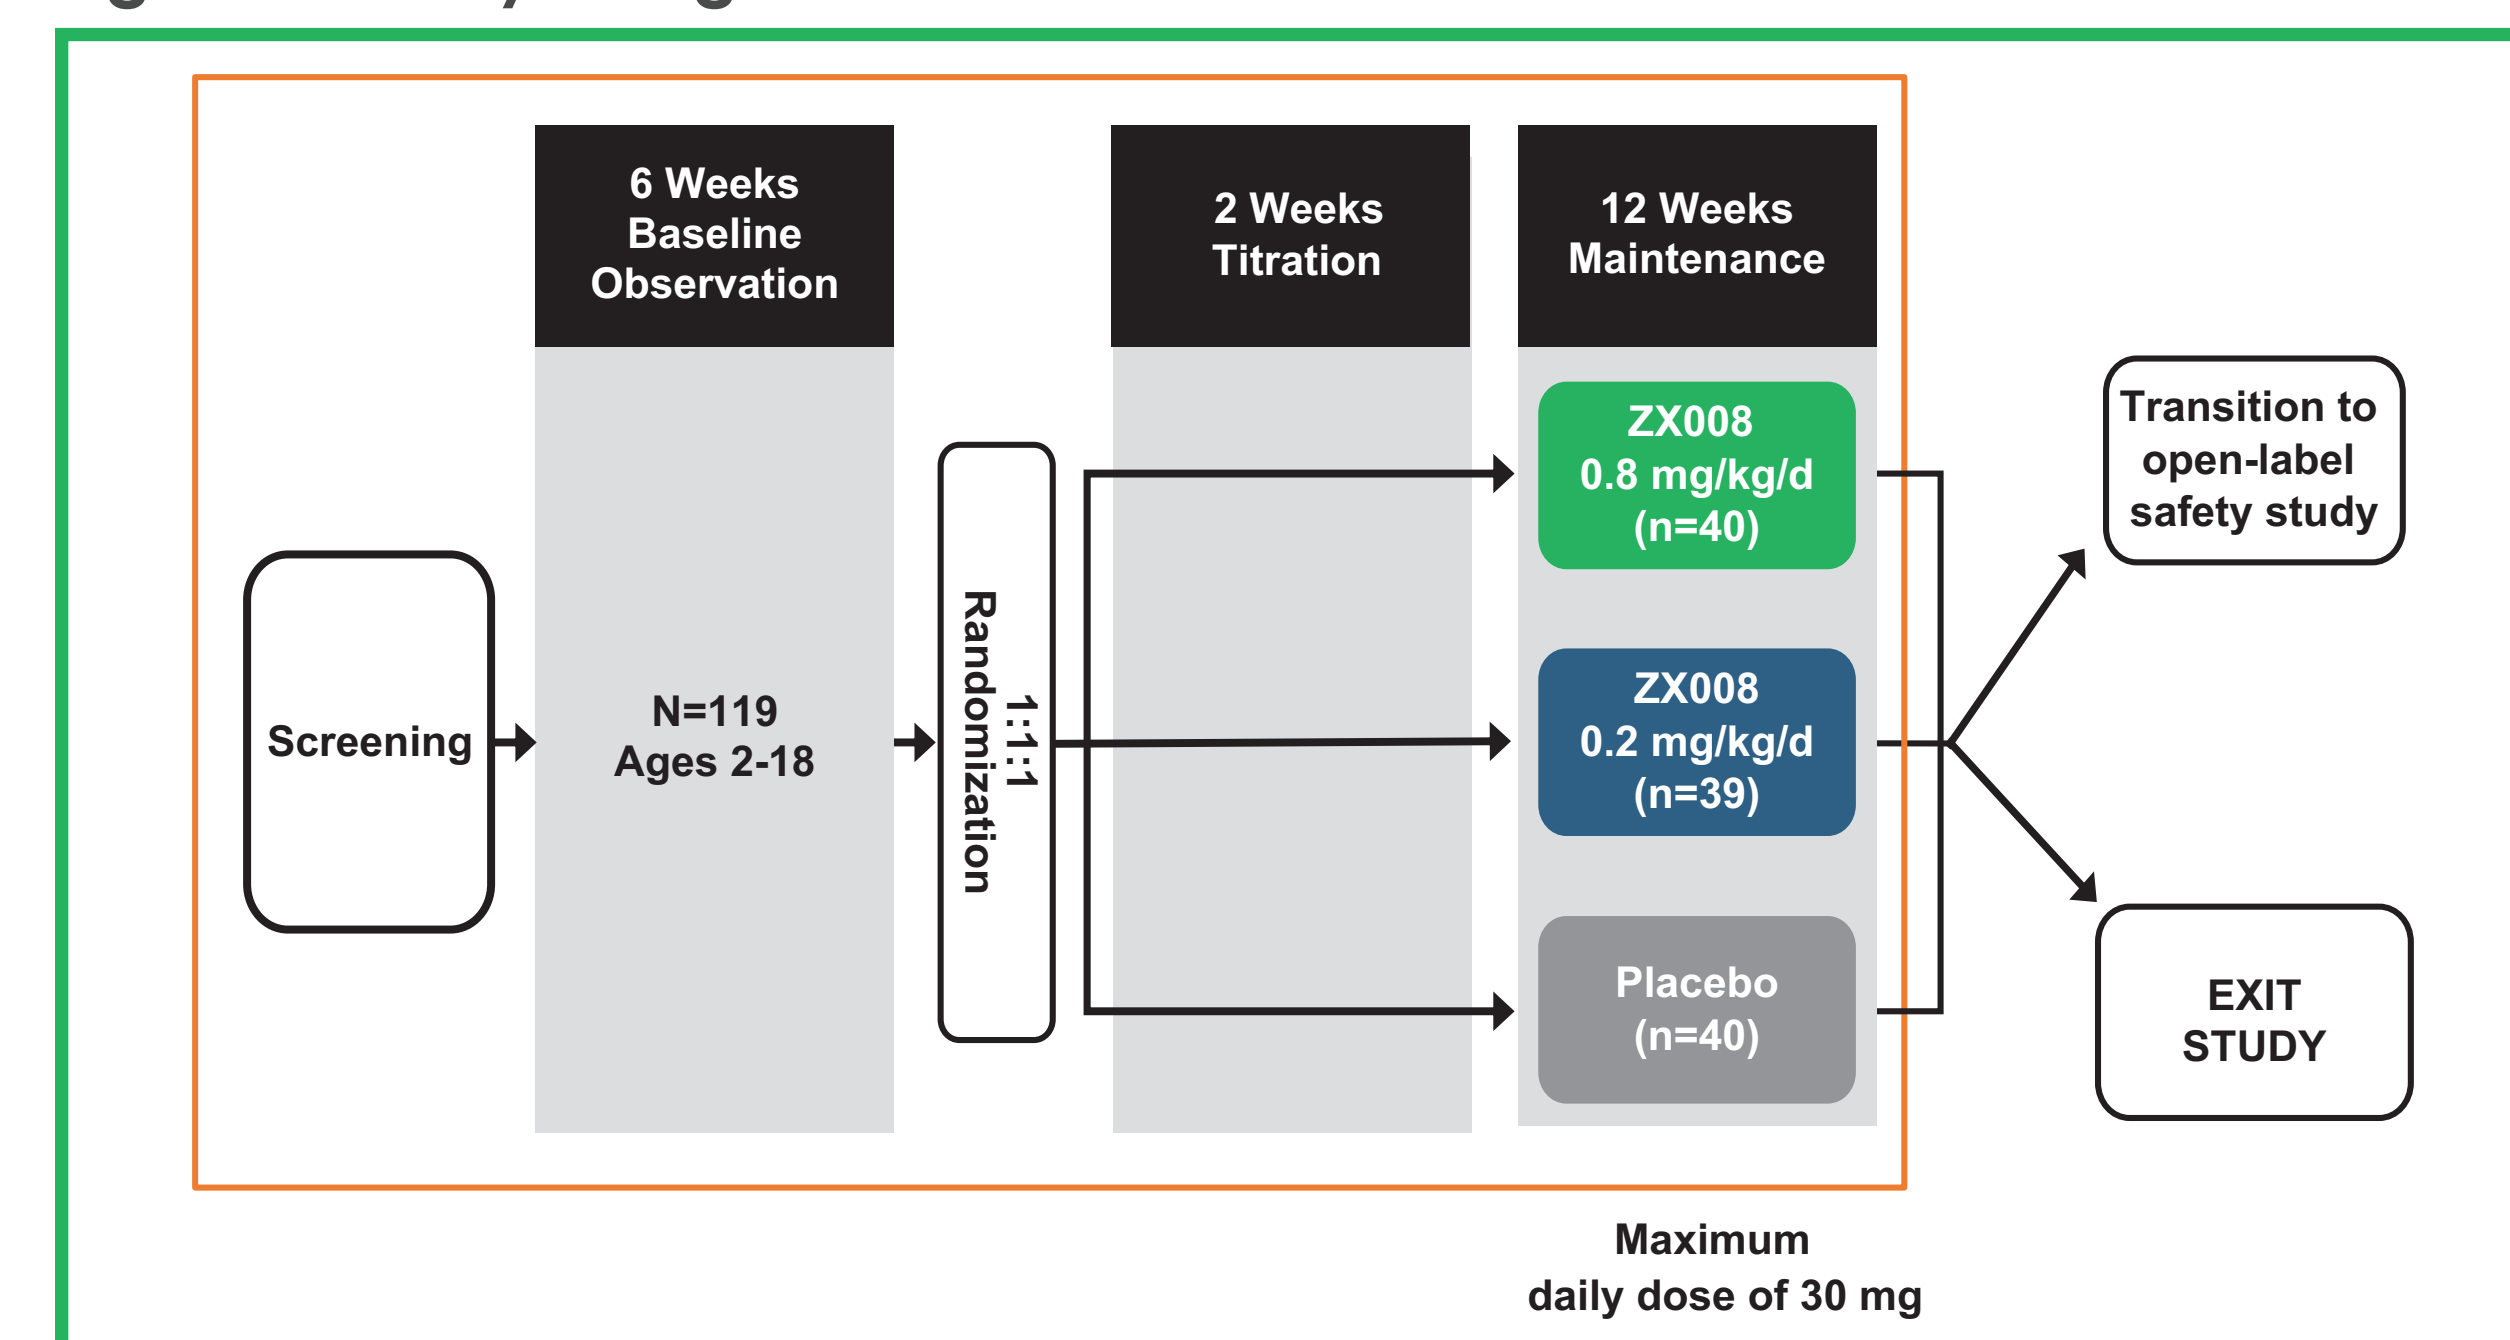 6 Weeks
Baseline
Observation
2 Weeks
Titration
12 Weeks
Maintenance
Screening
N=119
Ages 2-18
1:1:1
Randomization
ZX008
0.8 mg/kg/d
(n=40)
ZX008
0.2 mg/kg/d
(n=39)
Placebo
(n=40)
Transition to
open-label
safety study
EXIT
STUDY
Maximum
daily dose of 30 mg